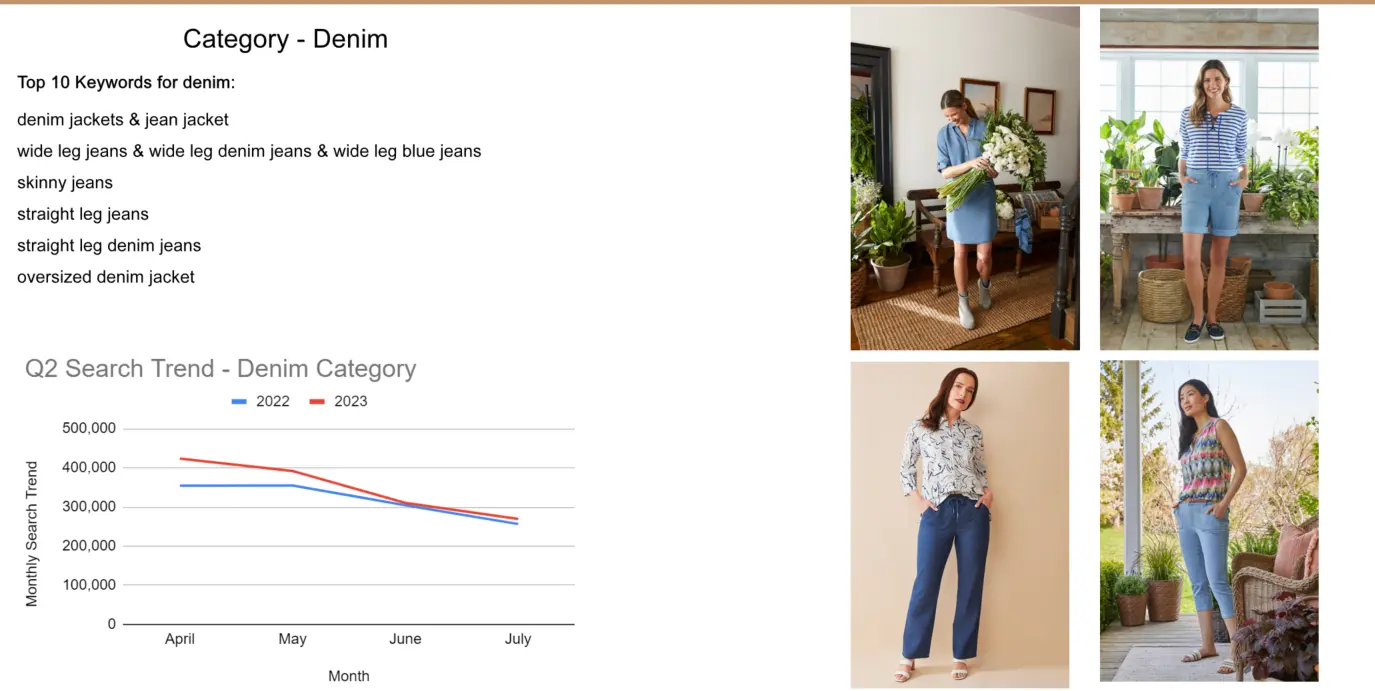 Category - Denim
Top 10 Keywords for denim:
denim jackets & jean jacket
wide leg jeans & wide leg denim jeans & wide leg blue jeans
skinny jeans
straight leg jeans
straight leg denim jeans
oversized denim jacket
Q2 Search Trend - Denim Category
2022 2023
Monthly Search Trend
500,000
400,000
300,000
200,000
100,000
0
April May June July
Month